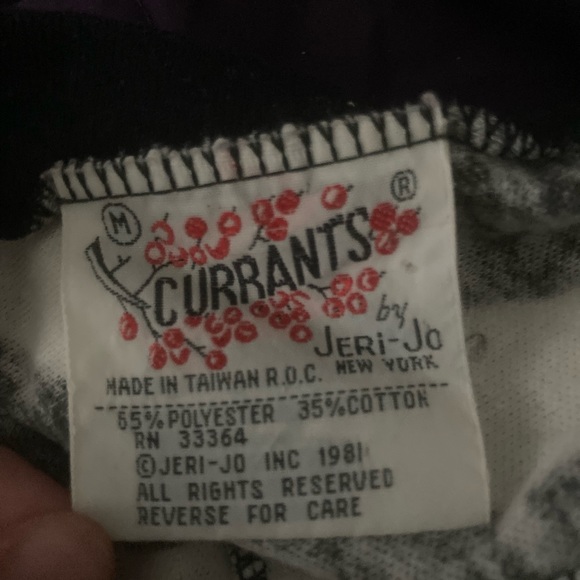 M ®
CURRANTS
by
JERI-JO
NEW YORK
MADE IN TAIWAN R.O.C.
65% POLYESTER 35% COTTON
RN 33364
©JERI-JO INC 1981
ALL RIGHTS RESERVED
REVERSE FOR CARE